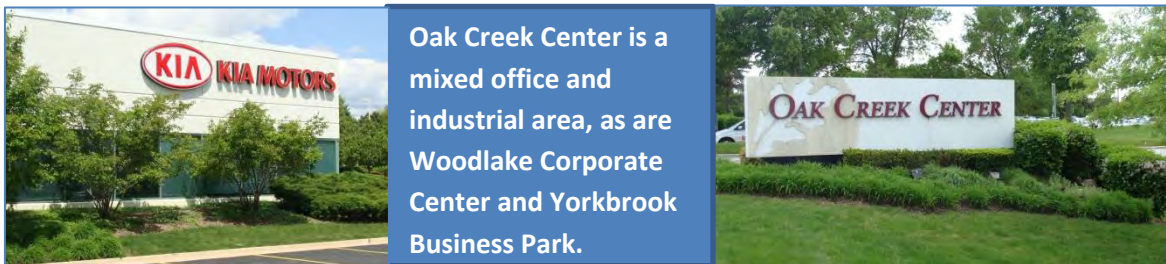 KIA KIA MOTORS
Oak Creek Center is a
mixed office and
industrial area, as are
Woodlake Corporate
Center and Yorkbrook
Business Park.
OAK CREEK CENTER